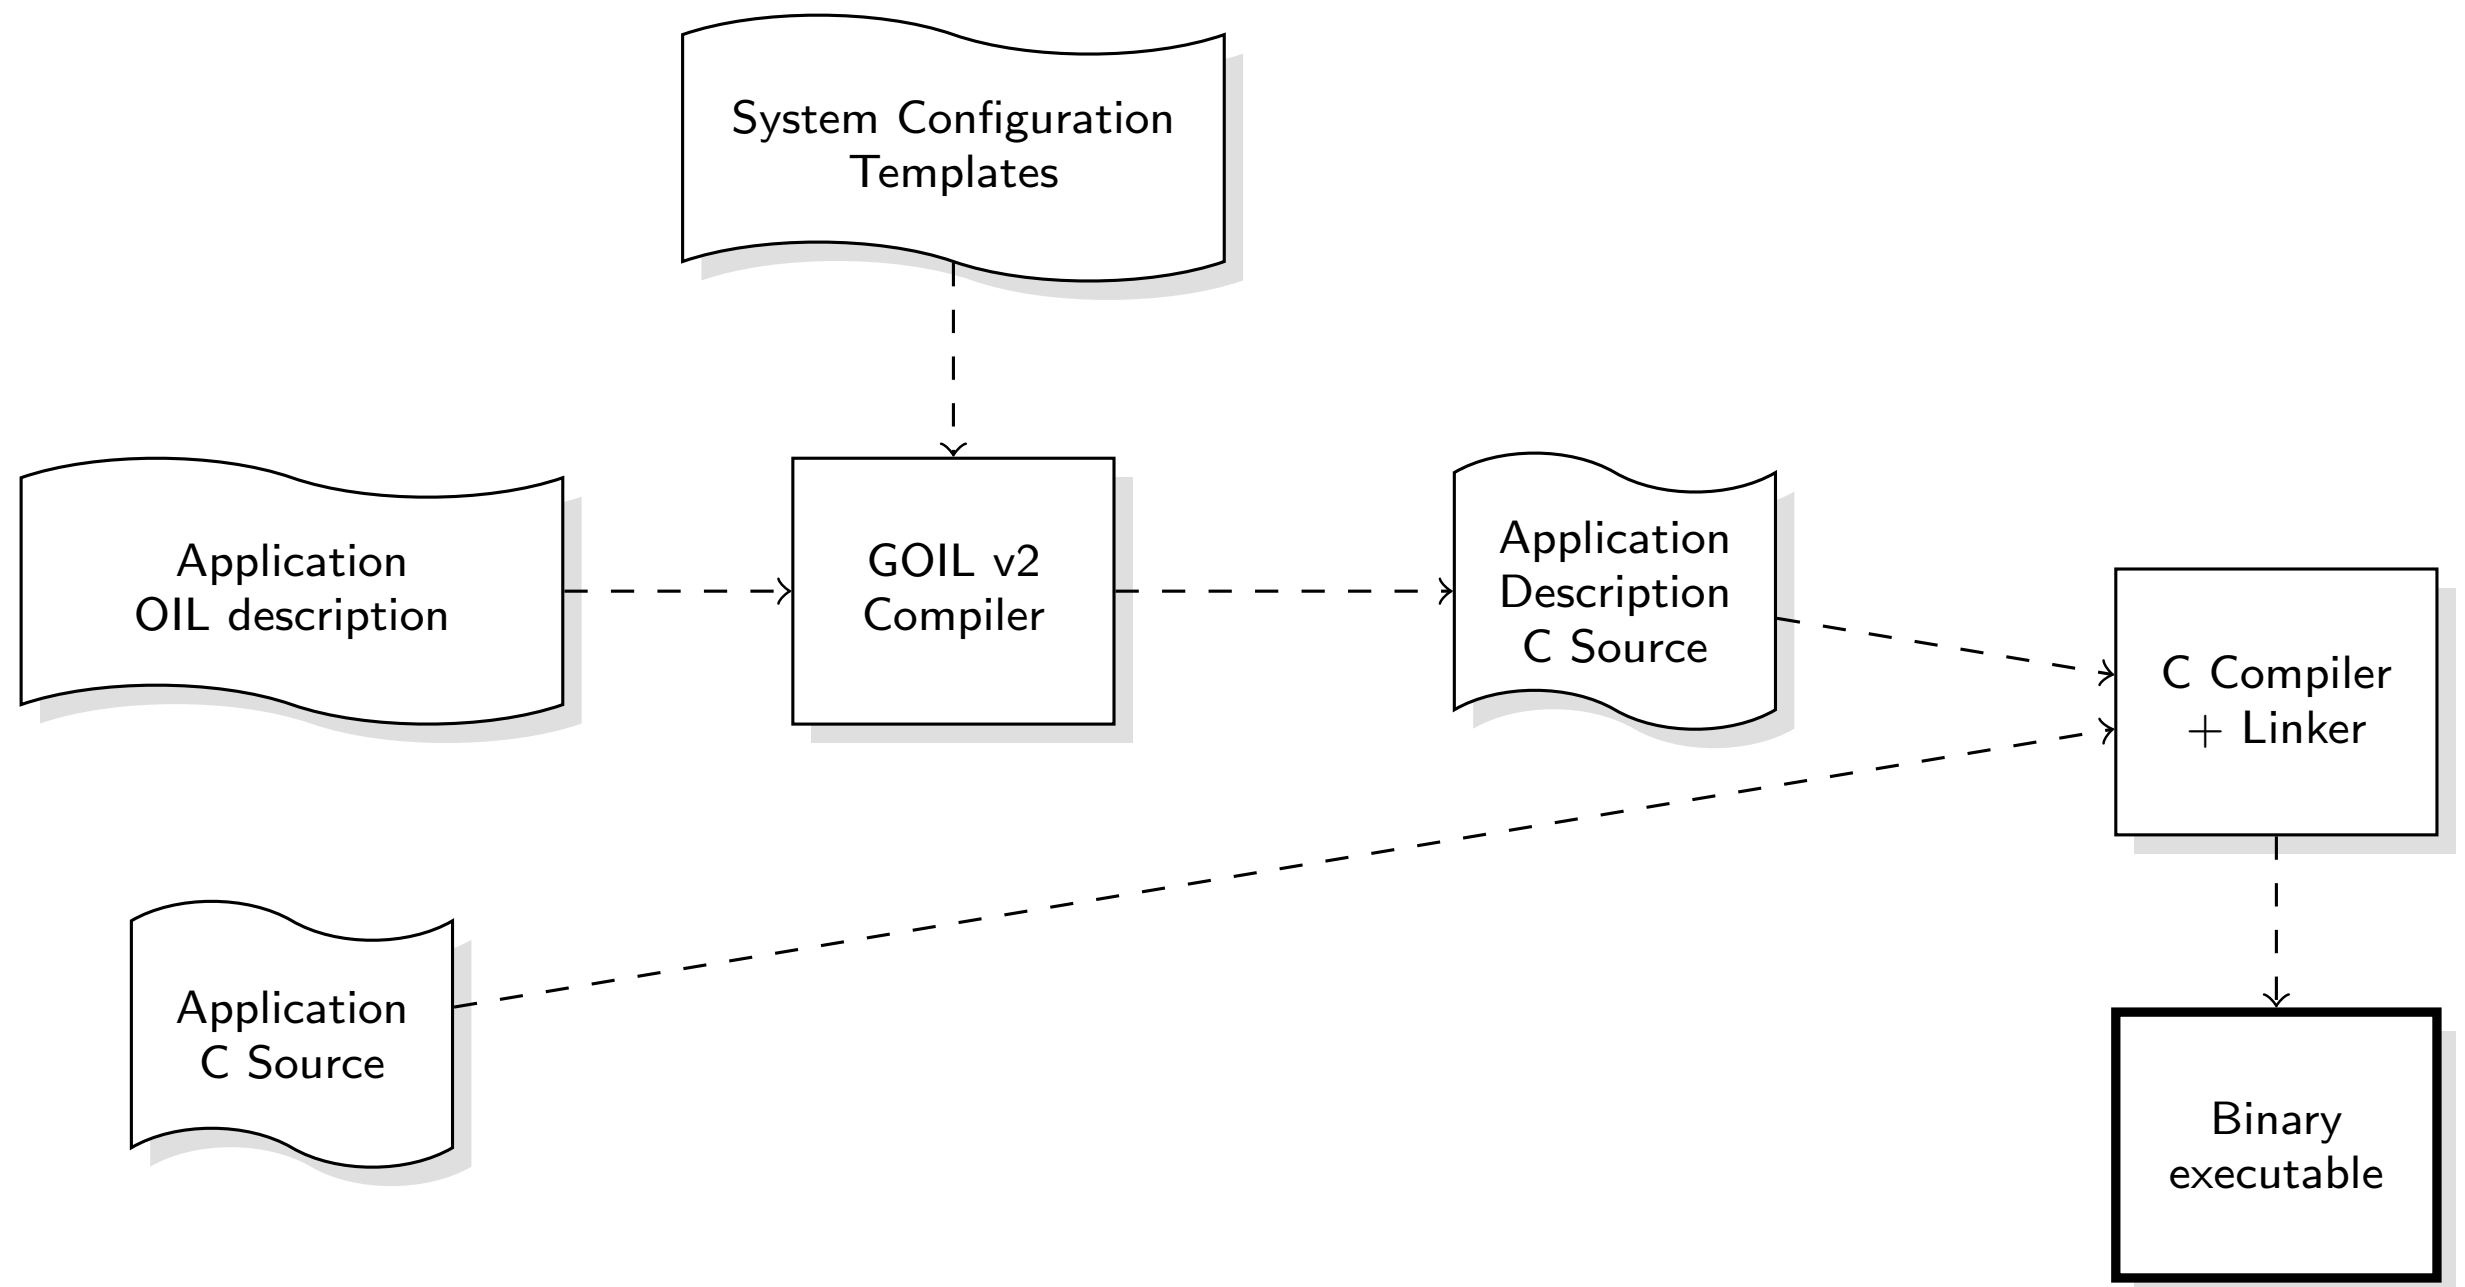 System Configuration
Templates
Application
OIL description
GOIL v2
Compiler
Application
Description
C Source
C Compiler
+ Linker
Application
C Source
Binary
executable